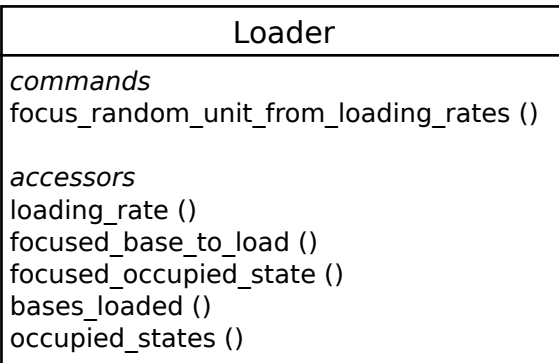 Loader
commands
focus_random_unit_from_loading_rates ()
accessors
loading_rate ()
focused_base_to_load ()
focused_occupied_state ()
bases_loaded ()
occupied_states ()